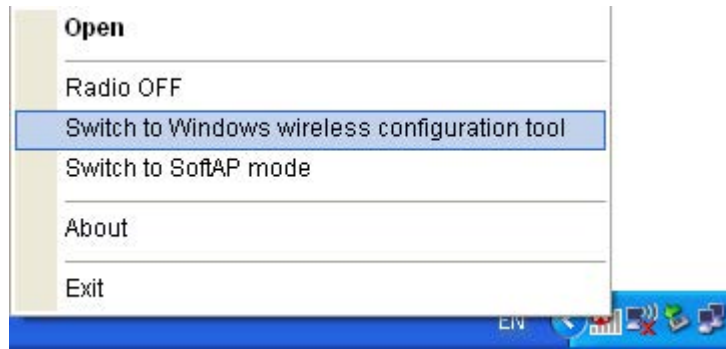 Open
Radio OFF
Switch to Windows wireless configuration tool
Switch to SoftAP mode
About
Exit
EN